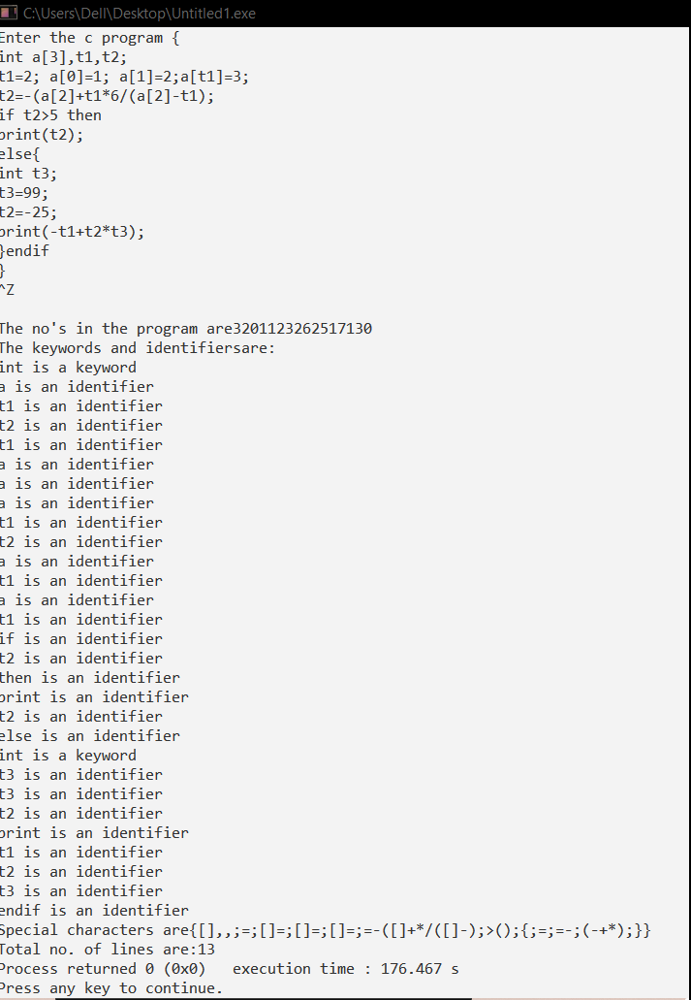 C:\Users\Dell\Desktop\Untitled1.exe
Enter the c program {
int a[3],t1,t2;
t1=2; a[0]=1; a[1]=2;a[t1]=3;
t2=-(a[2]+t1*6/(a[2]-t1);
if t2>5 then
print(t2);
else{
int t3;
t3=99;
t2=-25;
print(-t1+t2*t3);
}endif
}
^Z

The no's in the program are3201123262517130
The keywords and identifiersare:
int is a keyword
a is an identifier
t1 is an identifier
t2 is an identifier
t1 is an identifier
a is an identifier
a is an identifier
a is an identifier
t1 is an identifier
t2 is an identifier
a is an identifier
t1 is an identifier
a is an identifier
t1 is an identifier
if is an identifier
t2 is an identifier
then is an identifier
print is an identifier
t2 is an identifier
else is an identifier
int is a keyword
t3 is an identifier
t3 is an identifier
t2 is an identifier
print is an identifier
t1 is an identifier
t2 is an identifier
t3 is an identifier
endif is an identifier
Special characters are{[],,;=;[]=;[]=;[]=;=-([]+*/([]-);>();{;=;=-;(-+*);}}
Total no. of lines are:13
Process returned 0 (0x0)   execution time : 176.467 s
Press any key to continue.